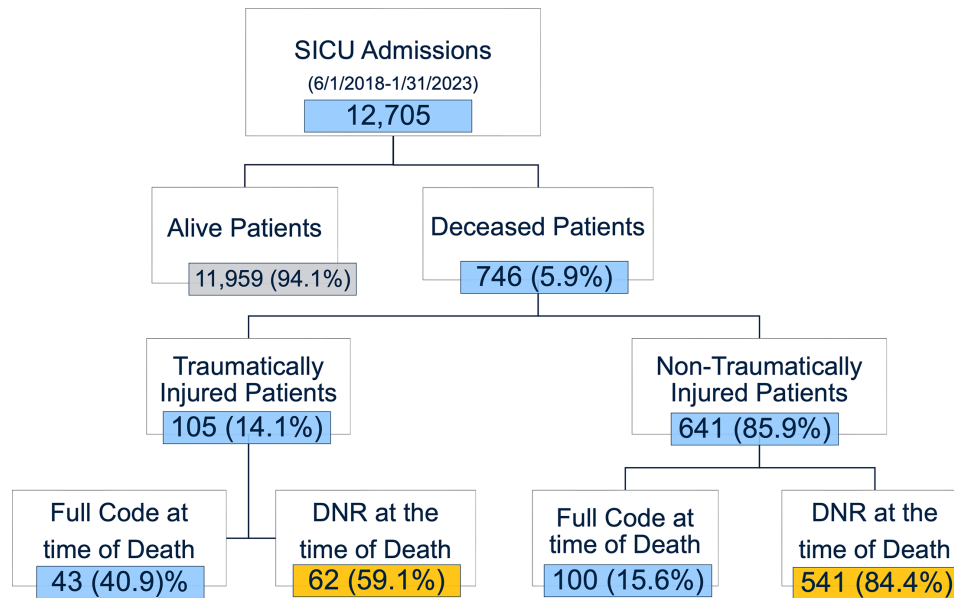 SICU Admissions
(6/1/2018-1/31/2023)
12,705
Alive Patients
11,959 (94.1%)
Deceased Patients
746 (5.9%)
Traumatically
Injured Patients
105 (14.1%)
Non-Traumatically
Injured Patients
641 (85.9%)
Full Code at
time of Death
43 (40.9)%
DNR at the
time of Death
62 (59.1%)
Full Code at
time of Death
100 (15.6%)
DNR at the
time of Death
541 (84.4%)